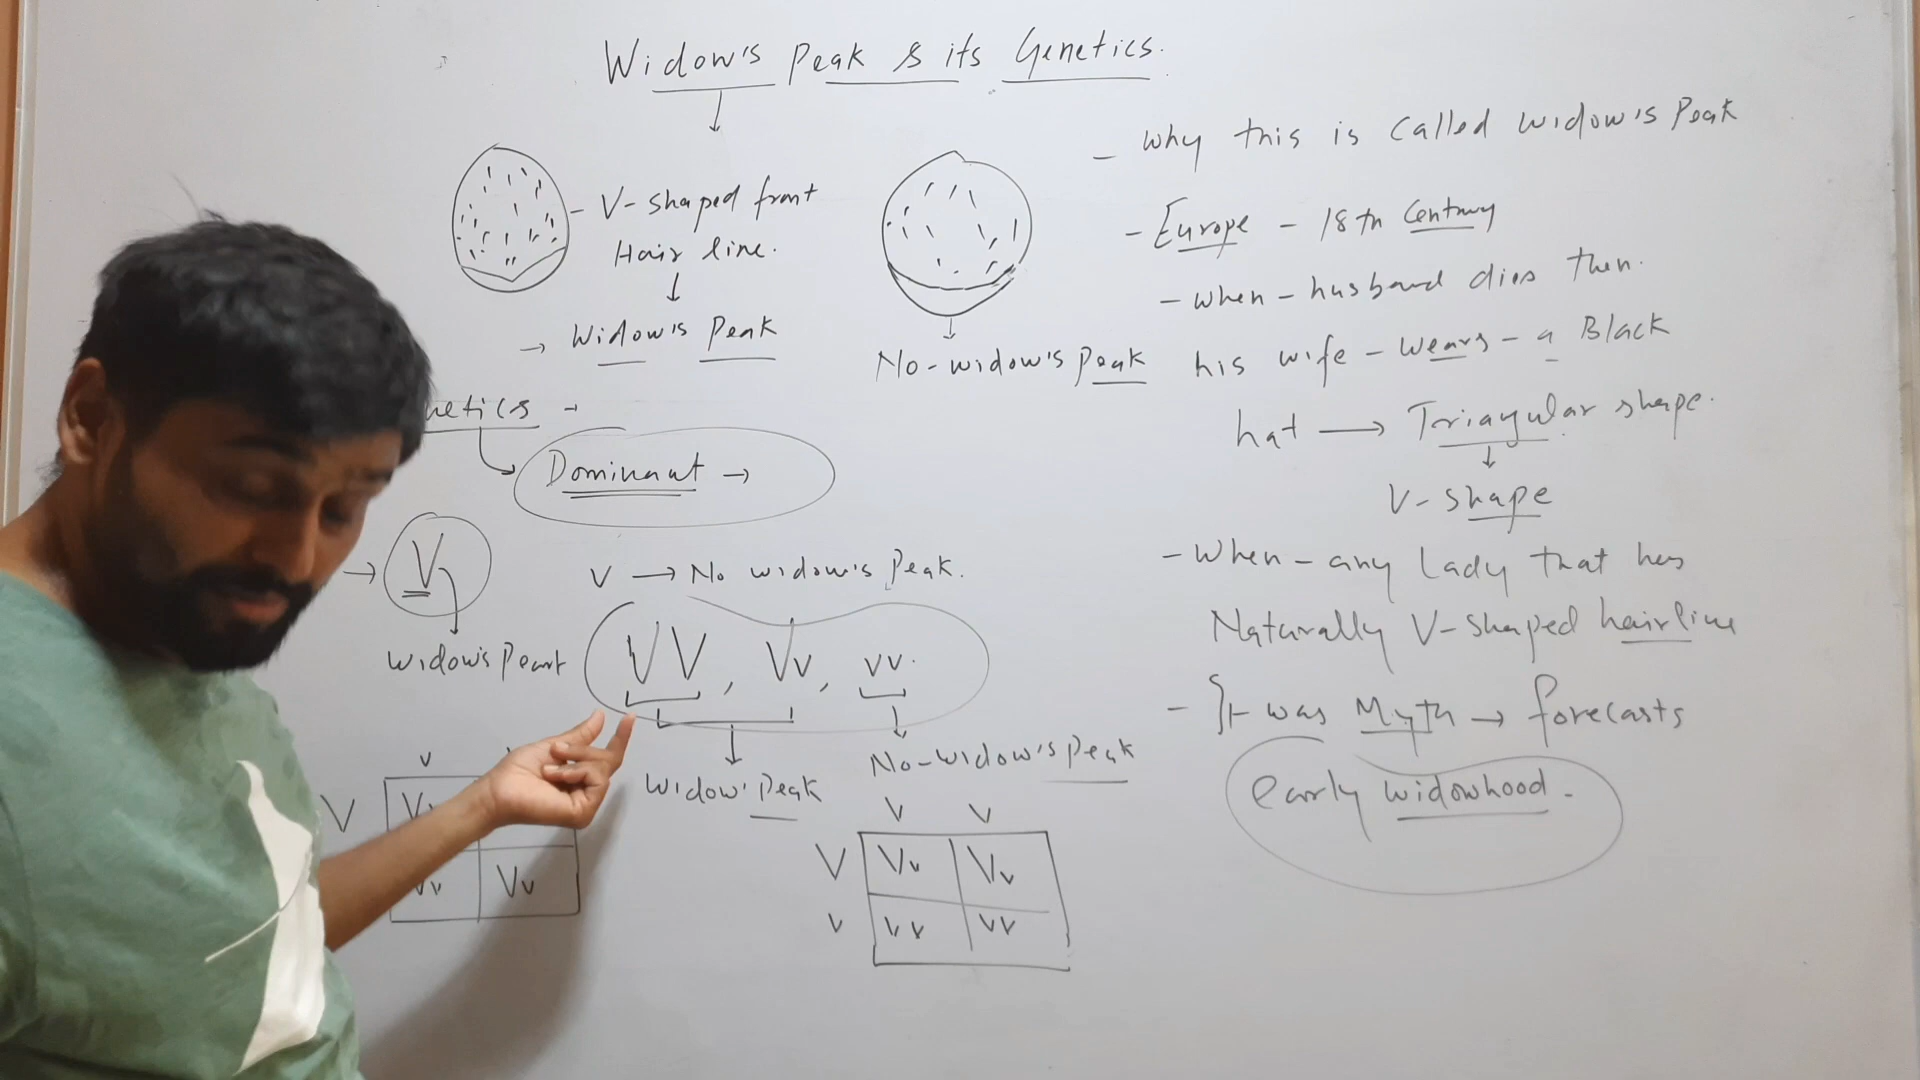 Widow's Peak & its Genetics.
V-shaped front
Hair line.
→ Widow's Peak
No-widow's Peak
netics -
Dominant →
→ V
Widow's Peart
v → No widow's Peak.
VV, Vv, vv.
Widow' Peak
No-widow's Peak
v
V
Vv Vv
v v
V Vv Vv
v vv vv
- Why this is called widow's Peak
- Europe - 18th Century
- when - husband dies then.
his wife - wears - a Black
hat → Triangular shape.
V-shape
- When - any lady that has
Naturally V-shaped hairline
- It was Myth → forecasts
early widowhood.